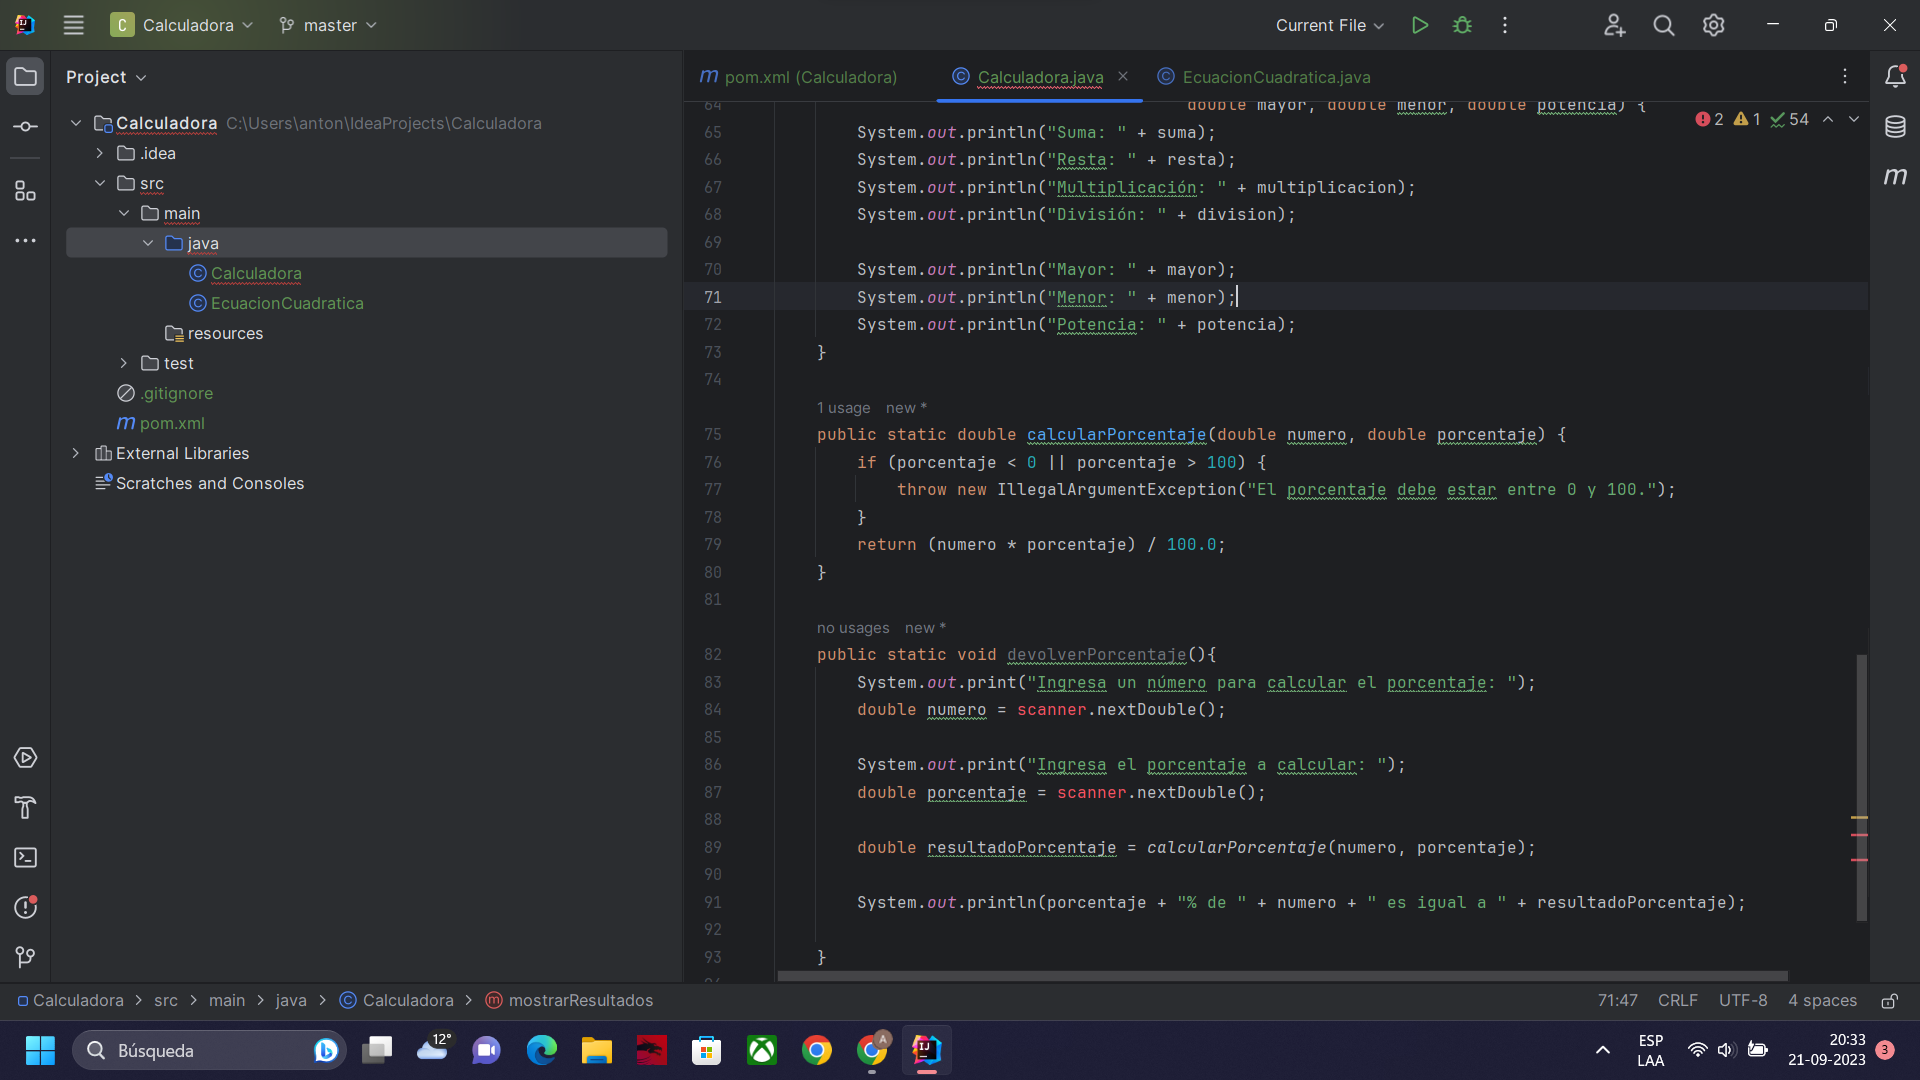 Calculadora master Current File
Project
pom.xml (Calculadora) Calculadora.java EcuacionCuadratica.java
Calculadora C:\Users\anton\IdeaProjects\Calculadora
.idea
src
main
java
Calculadora
EcuacionCuadratica
resources
test
.gitignore
pom.xml
External Libraries
Scratches and Consoles
2 1 54
64 double mayor, double menor, double potencia) {
65 System.out.println("Suma: " + suma);
66 System.out.println("Resta: " + resta);
67 System.out.println("Multiplicación: " + multiplicacion);
68 System.out.println("División: " + division);
69
70 System.out.println("Mayor: " + mayor);
71 System.out.println("Menor: " + menor);
72 System.out.println("Potencia: " + potencia);
73 }
74
1 usage new *
75 public static double calcularPorcentaje(double numero, double porcentaje) {
76 if (porcentaje < 0 || porcentaje > 100) {
77 throw new IllegalArgumentException("El porcentaje debe estar entre 0 y 100.");
78 }
79 return (numero * porcentaje) / 100.0;
80 }
81
no usages new *
82 public static void devolverPorcentaje(){
83 System.out.print("Ingresa un número para calcular el porcentaje: ");
84 double numero = scanner.nextDouble();
85
86 System.out.print("Ingresa el porcentaje a calcular: ");
87 double porcentaje = scanner.nextDouble();
88
89 double resultadoPorcentaje = calcularPorcentaje(numero, porcentaje);
90
91 System.out.println(porcentaje + "% de " + numero + " es igual a " + resultadoPorcentaje);
92
93 }
Calculadora > src > main > java > Calculadora > mostrarResultados 71:47 CRLF UTF-8 4 spaces
Búsqueda 12° A ESP 20:33
LAA 21-09-2023 3